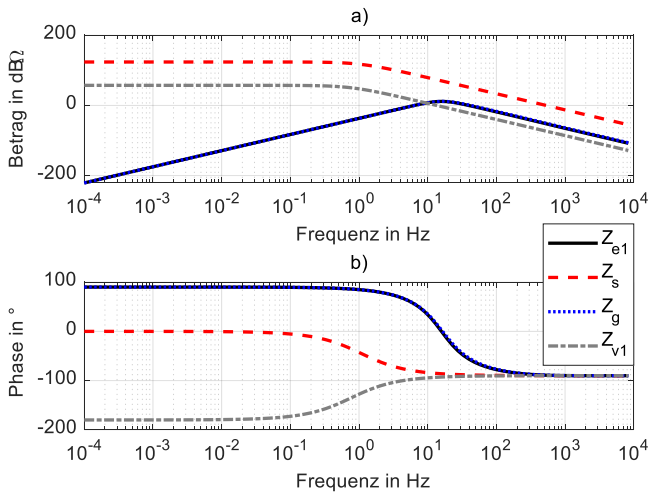 a)
200
0
-200
Betrag in dBΩ
10^-4 10^-3 10^-2 10^-1 10^0 10^1 10^2 10^3 10^4
Frequenz in Hz
Z_e1
Z_s
Z_g
Z_v1
b)
100
0
-100
-200
Phase in °
10^-4 10^-3 10^-2 10^-1 10^0 10^1 10^2 10^3 10^4
Frequenz in Hz